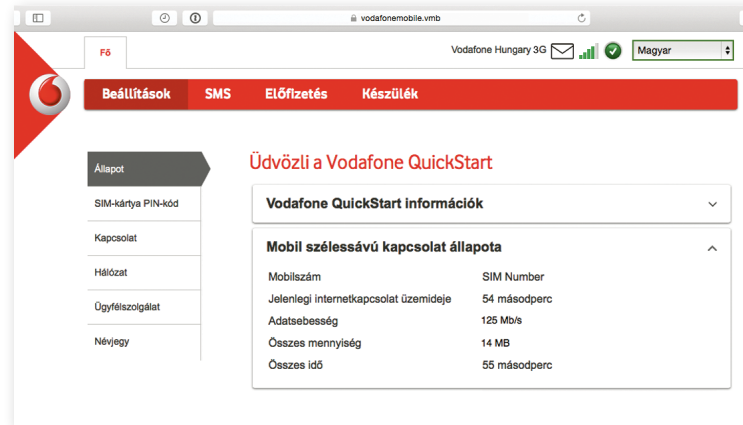 vodafonemobile.vmb
Fő
Vodafone Hungary 3G
Magyar
Beállítások SMS Előfizetés Készülék
Állapot
SIM-kártya PIN-kód
Kapcsolat
Hálózat
Ügyfélszolgálat
Névjegy
Üdvözli a Vodafone QuickStart
Vodafone QuickStart információk
Mobil szélessávú kapcsolat állapota
Mobilszám SIM Number
Jelenlegi internetkapcsolat üzemideje 54 másodperc
Adatsebesség 125 Mb/s
Összes mennyiség 14 MB
Összes idő 55 másodperc